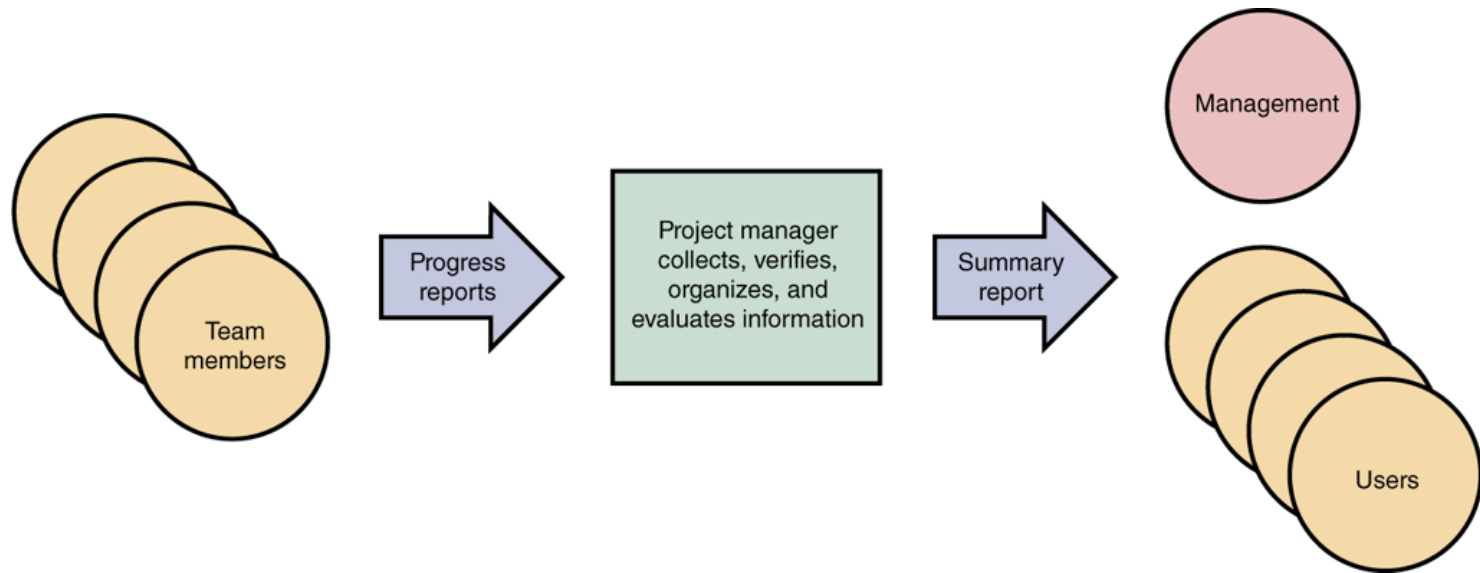 Team
members
Progress
reports
Project manager
collects, verifies,
organizes, and
evaluates information
Summary
report
Management
Users